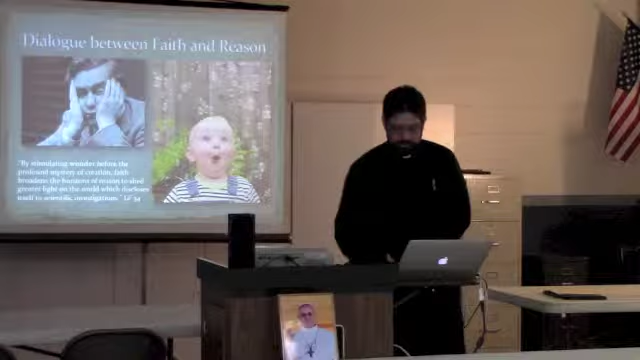 Dialogue between Faith and Reason
"By stimulating wonder before the
profound mystery of creation, faith
broadens the horizons of reason to shed
greater light on the world which discloses
itself to scientific investigation." LF 34